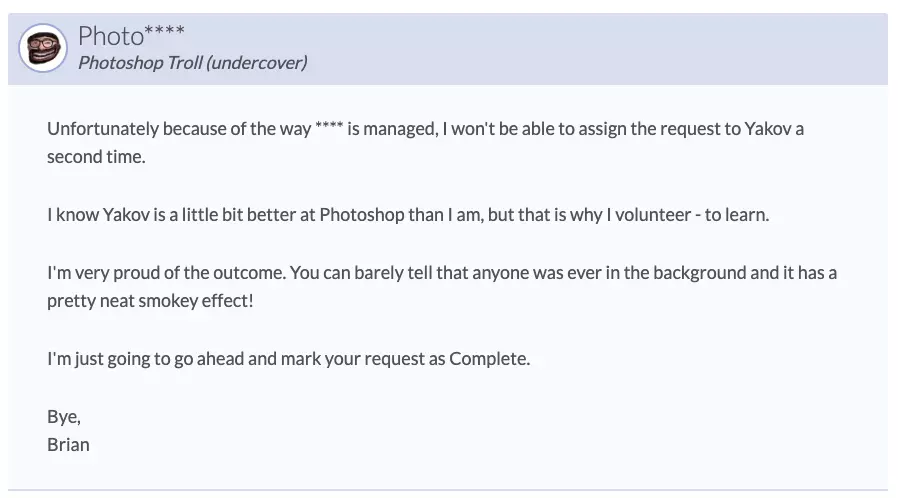 Photo****
Photoshop Troll (undercover)
Unfortunately because of the way **** is managed, I won't be able to assign the request to Yakov a
second time.
I know Yakov is a little bit better at Photoshop than I am, but that is why I volunteer - to learn.
I'm very proud of the outcome. You can barely tell that anyone was ever in the background and it has a
pretty neat smokey effect!
I'm just going to go ahead and mark your request as Complete.
Bye,
Brian